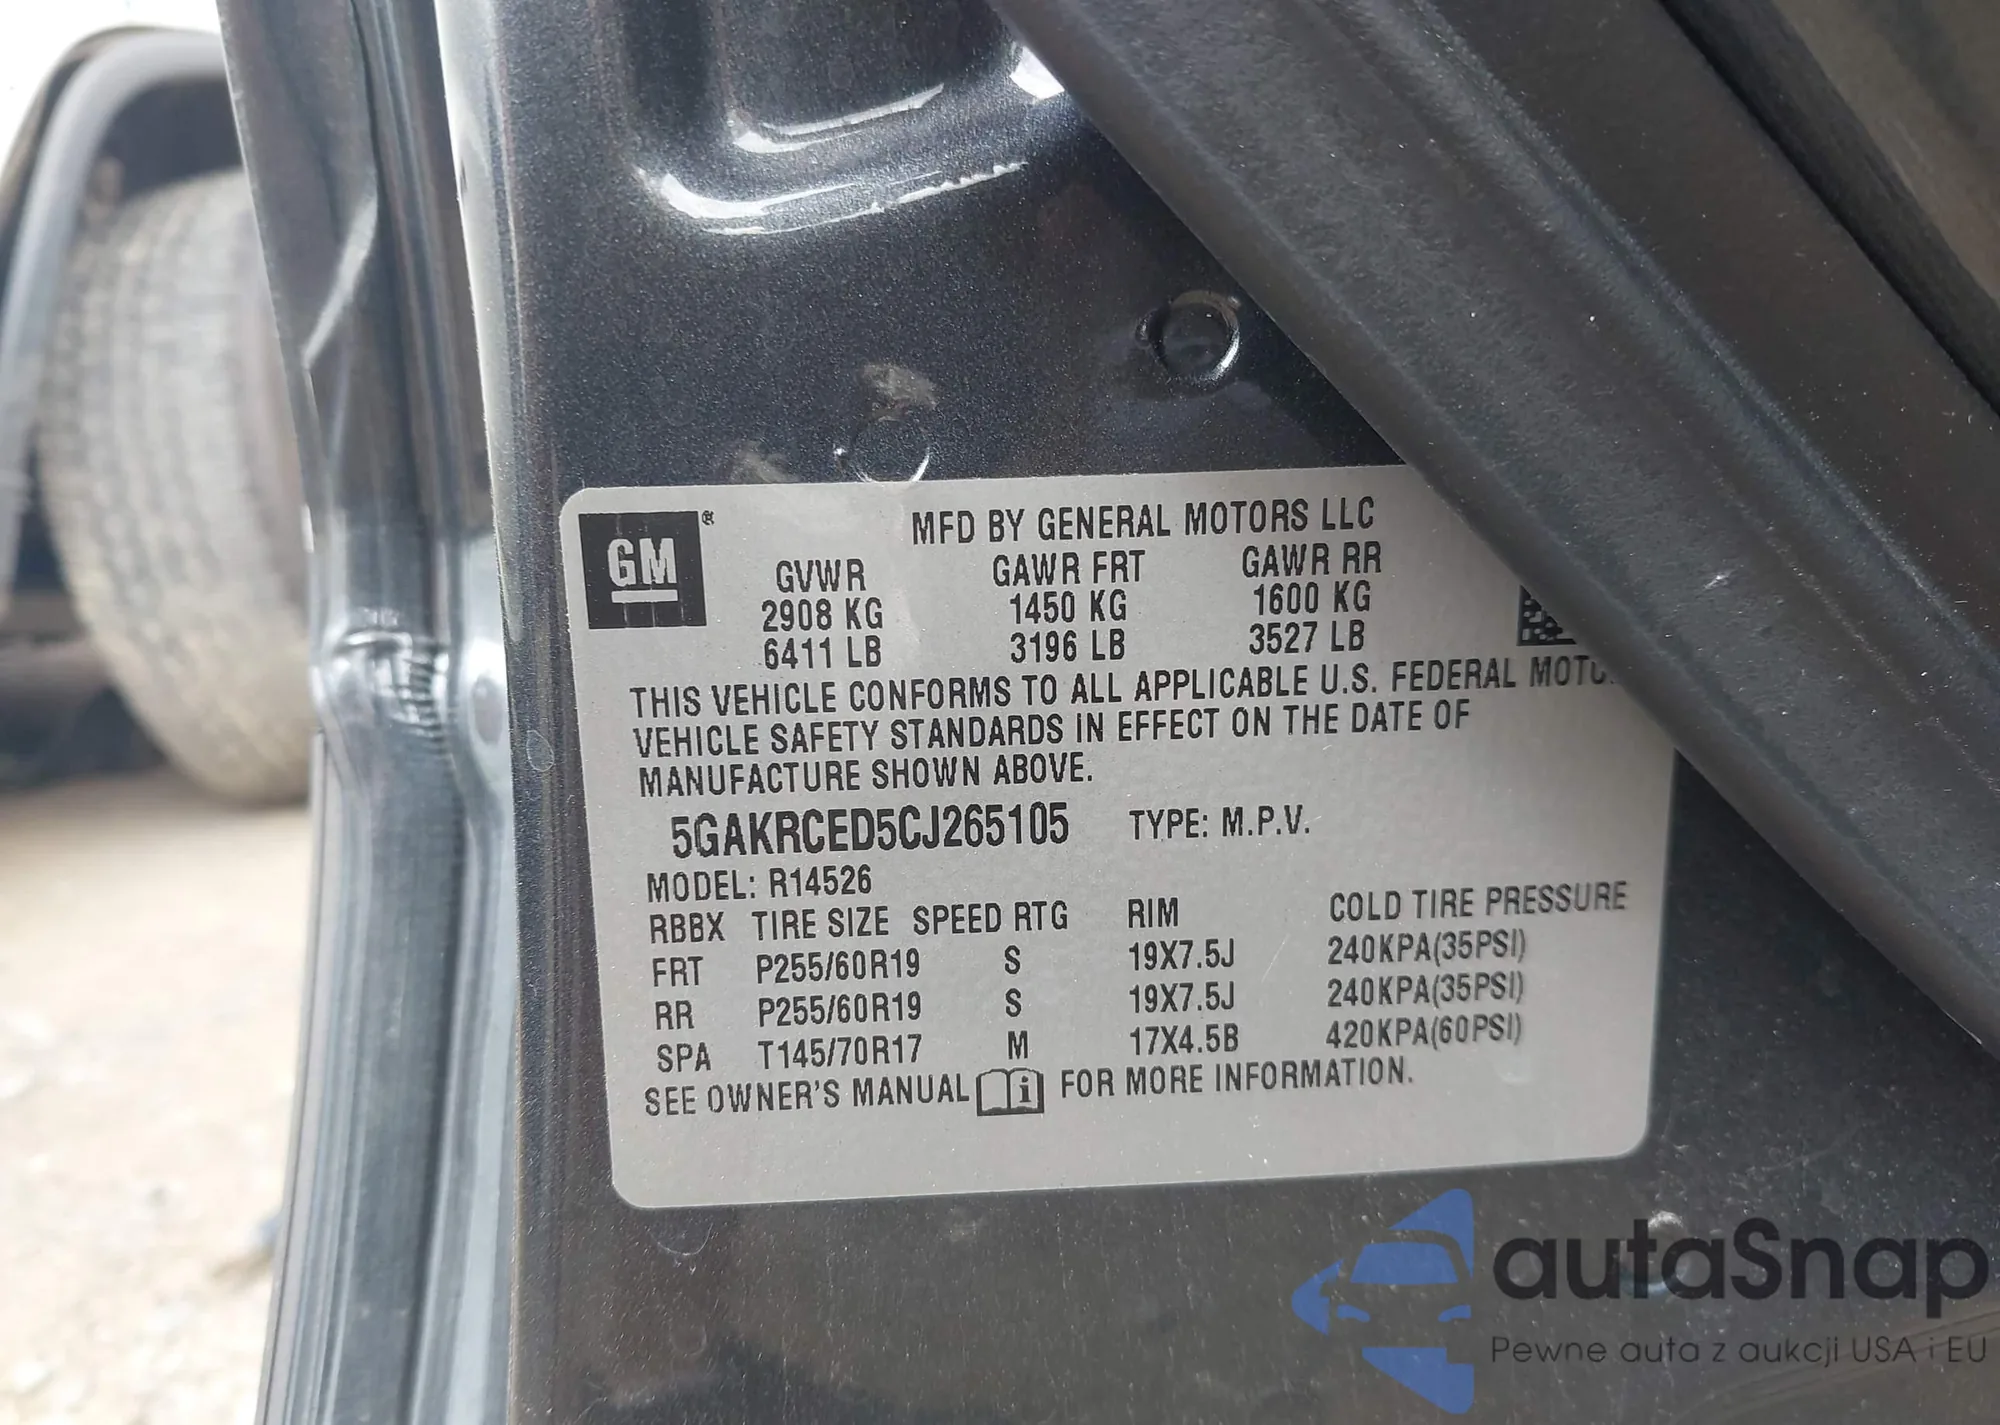 GM ®
MFD BY GENERAL MOTORS LLC
GVWR GAWR FRT GAWR RR
2908 KG 1450 KG 1600 KG
6411 LB 3196 LB 3527 LB
THIS VEHICLE CONFORMS TO ALL APPLICABLE U.S. FEDERAL
VEHICLE SAFETY STANDARDS IN EFFECT ON THE DATE OF
MANUFACTURE SHOWN ABOVE.
5GAKRCED5CJ265105 TYPE: M.P.V.
MODEL: R14526
RBBX TIRE SIZE SPEED RTG RIM COLD TIRE PRESSURE
FRT P255/60R19 S 19X7.5J 240KPA(35PSI)
RR P255/60R19 S 19X7.5J 240KPA(35PSI)
SPA T145/70R17 M 17X4.5B 420KPA(60PSI)
SEE OWNER'S MANUAL i FOR MORE INFORMATION.
autaSnap
Pewne auta z aukcji USA i EU